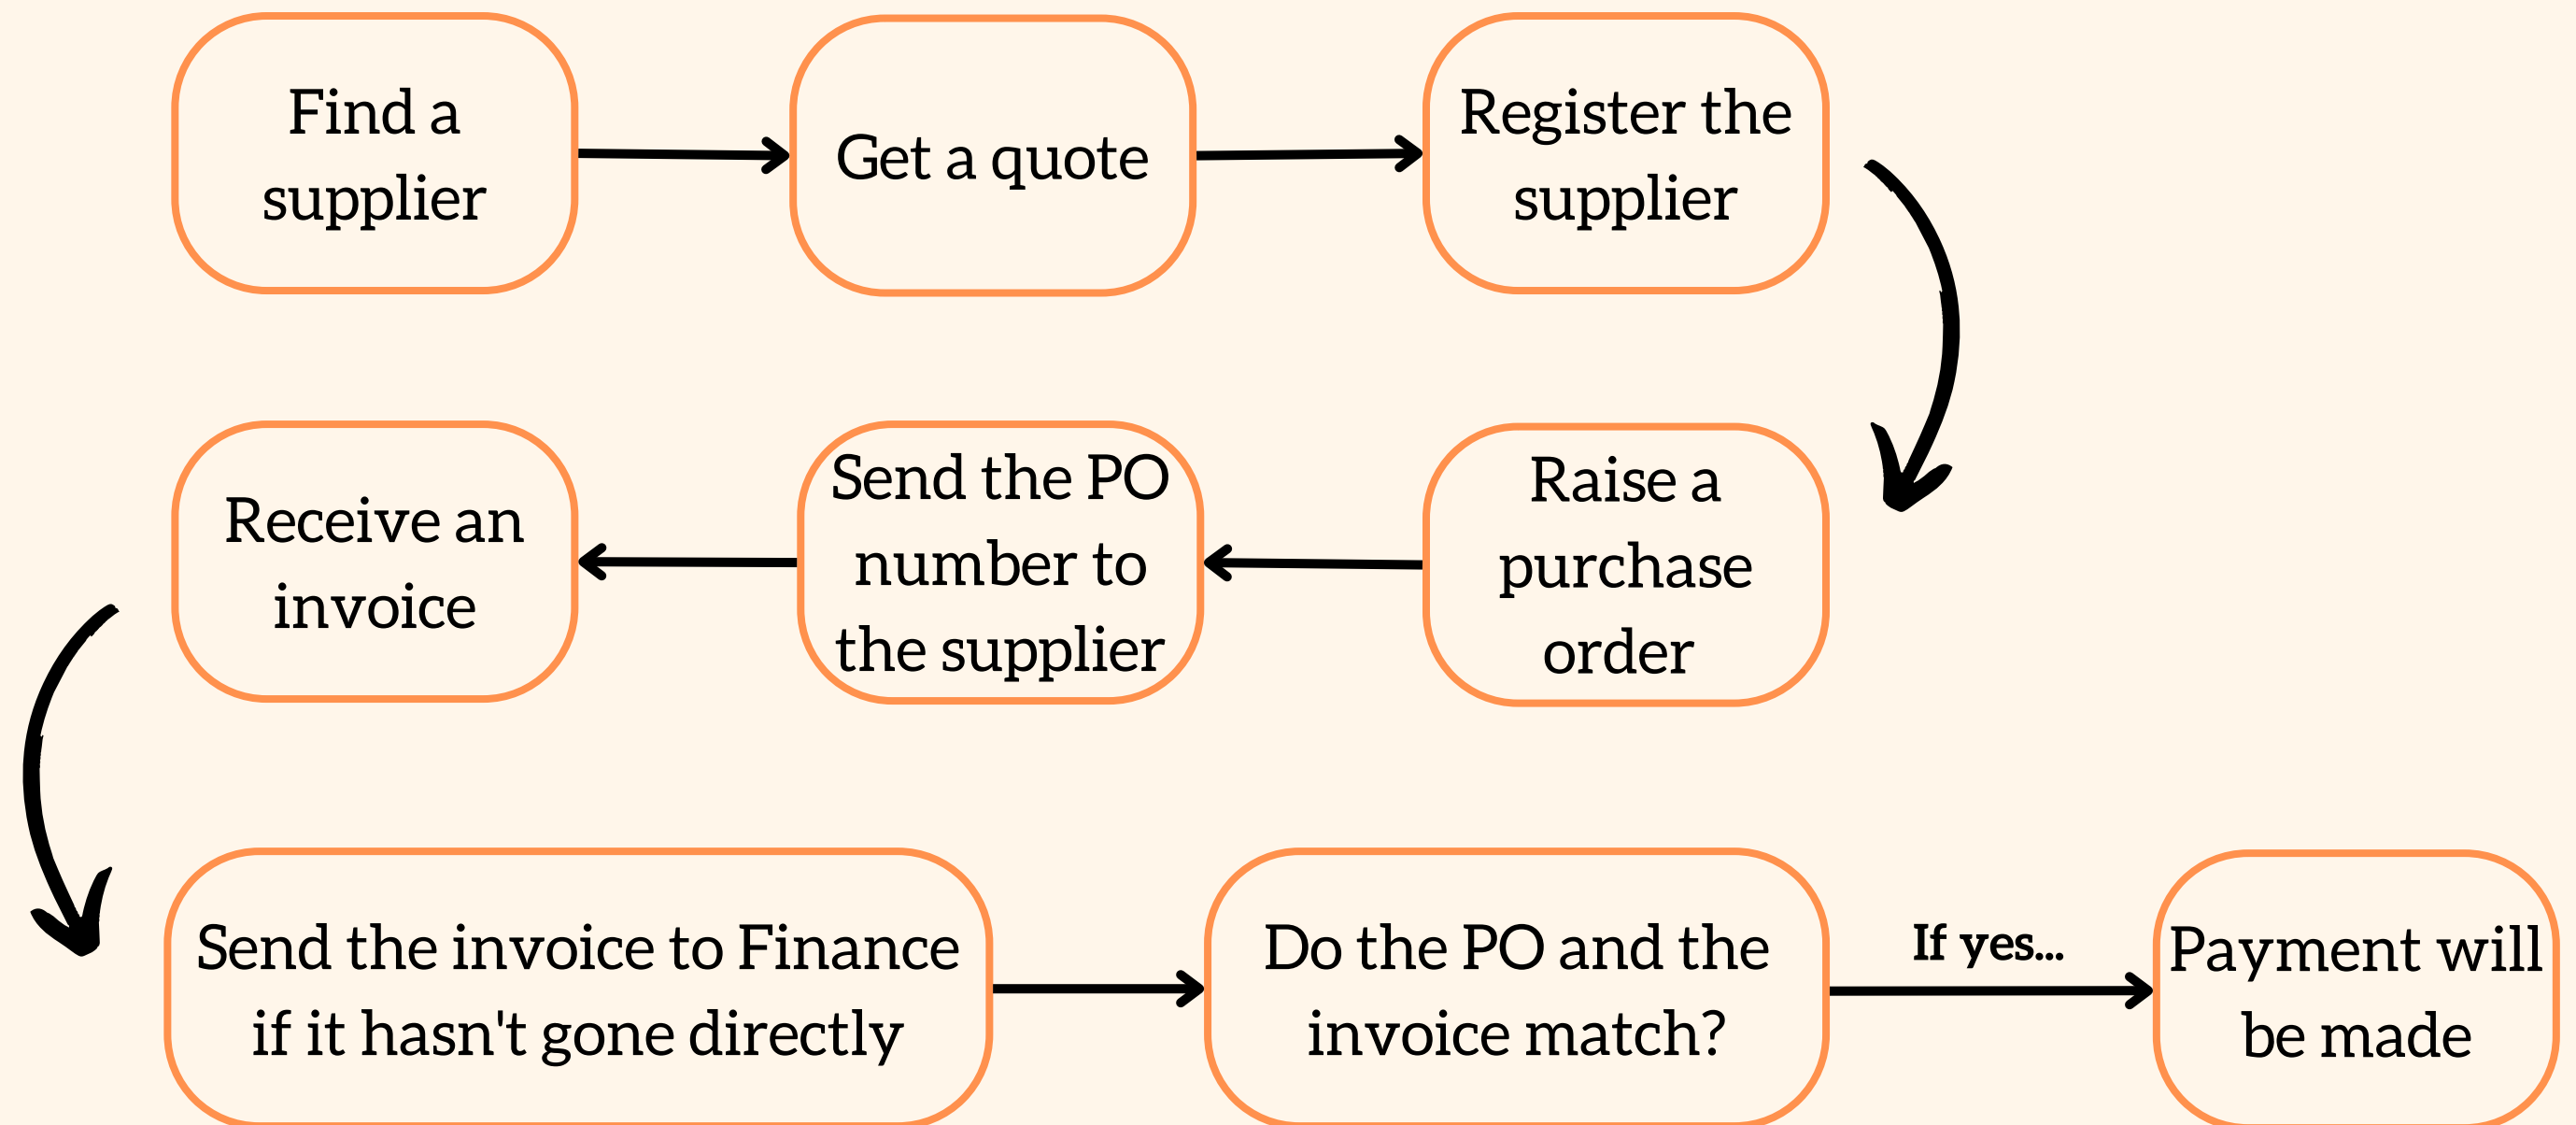 Find a
supplier
Get a quote
Register the
supplier
Raise a
purchase
order
Send the PO
number to
the supplier
Receive an
invoice
Send the invoice to Finance
if it hasn't gone directly
Do the PO and the
invoice match?
If yes...
Payment will
be made